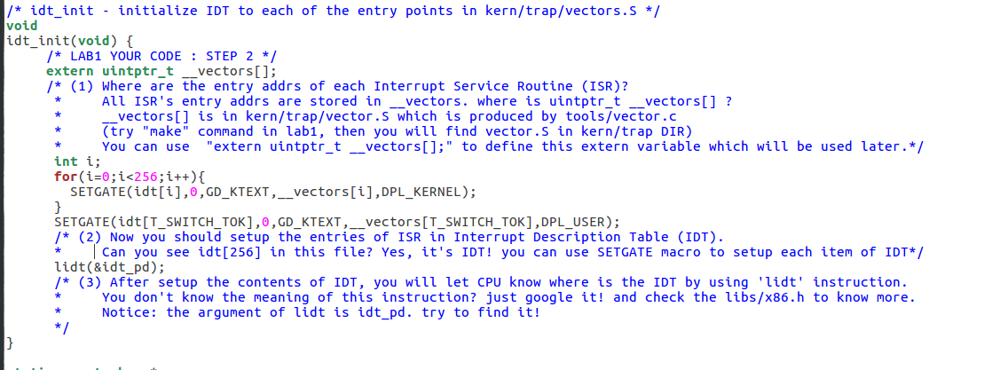 /* idt_init - initialize IDT to each of the entry points in kern/trap/vectors.S */
void
idt_init(void) {
/* LAB1 YOUR CODE : STEP 2 */
extern uintptr_t __vectors[];
/* (1) Where are the entry addrs of each Interrupt Service Routine (ISR)?
* All ISR's entry addrs are stored in __vectors. where is uintptr_t __vectors[] ?
* __vectors[] is in kern/trap/vector.S which is produced by tools/vector.c
* (try "make" command in lab1, then you will find vector.S in kern/trap DIR)
* You can use "extern uintptr_t __vectors[];" to define this extern variable which will be used later.*/
int i;
for(i=0;i<256;i++){
SETGATE(idt[i],0,GD_KTEXT,__vectors[i],DPL_KERNEL);
}
SETGATE(idt[T_SWITCH_TOK],0,GD_KTEXT,__vectors[T_SWITCH_TOK],DPL_USER);
/* (2) Now you should setup the entries of ISR in Interrupt Description Table (IDT).
* Can you see idt[256] in this file? Yes, it's IDT! you can use SETGATE macro to setup each item of IDT*/
lidt(&idt_pd);
/* (3) After setup the contents of IDT, you will let CPU know where is the IDT by using 'lidt' instruction.
* You don't know the meaning of this instruction? just google it! and check the libs/x86.h to know more.
* Notice: the argument of lidt is idt_pd. try to find it!
*/
}